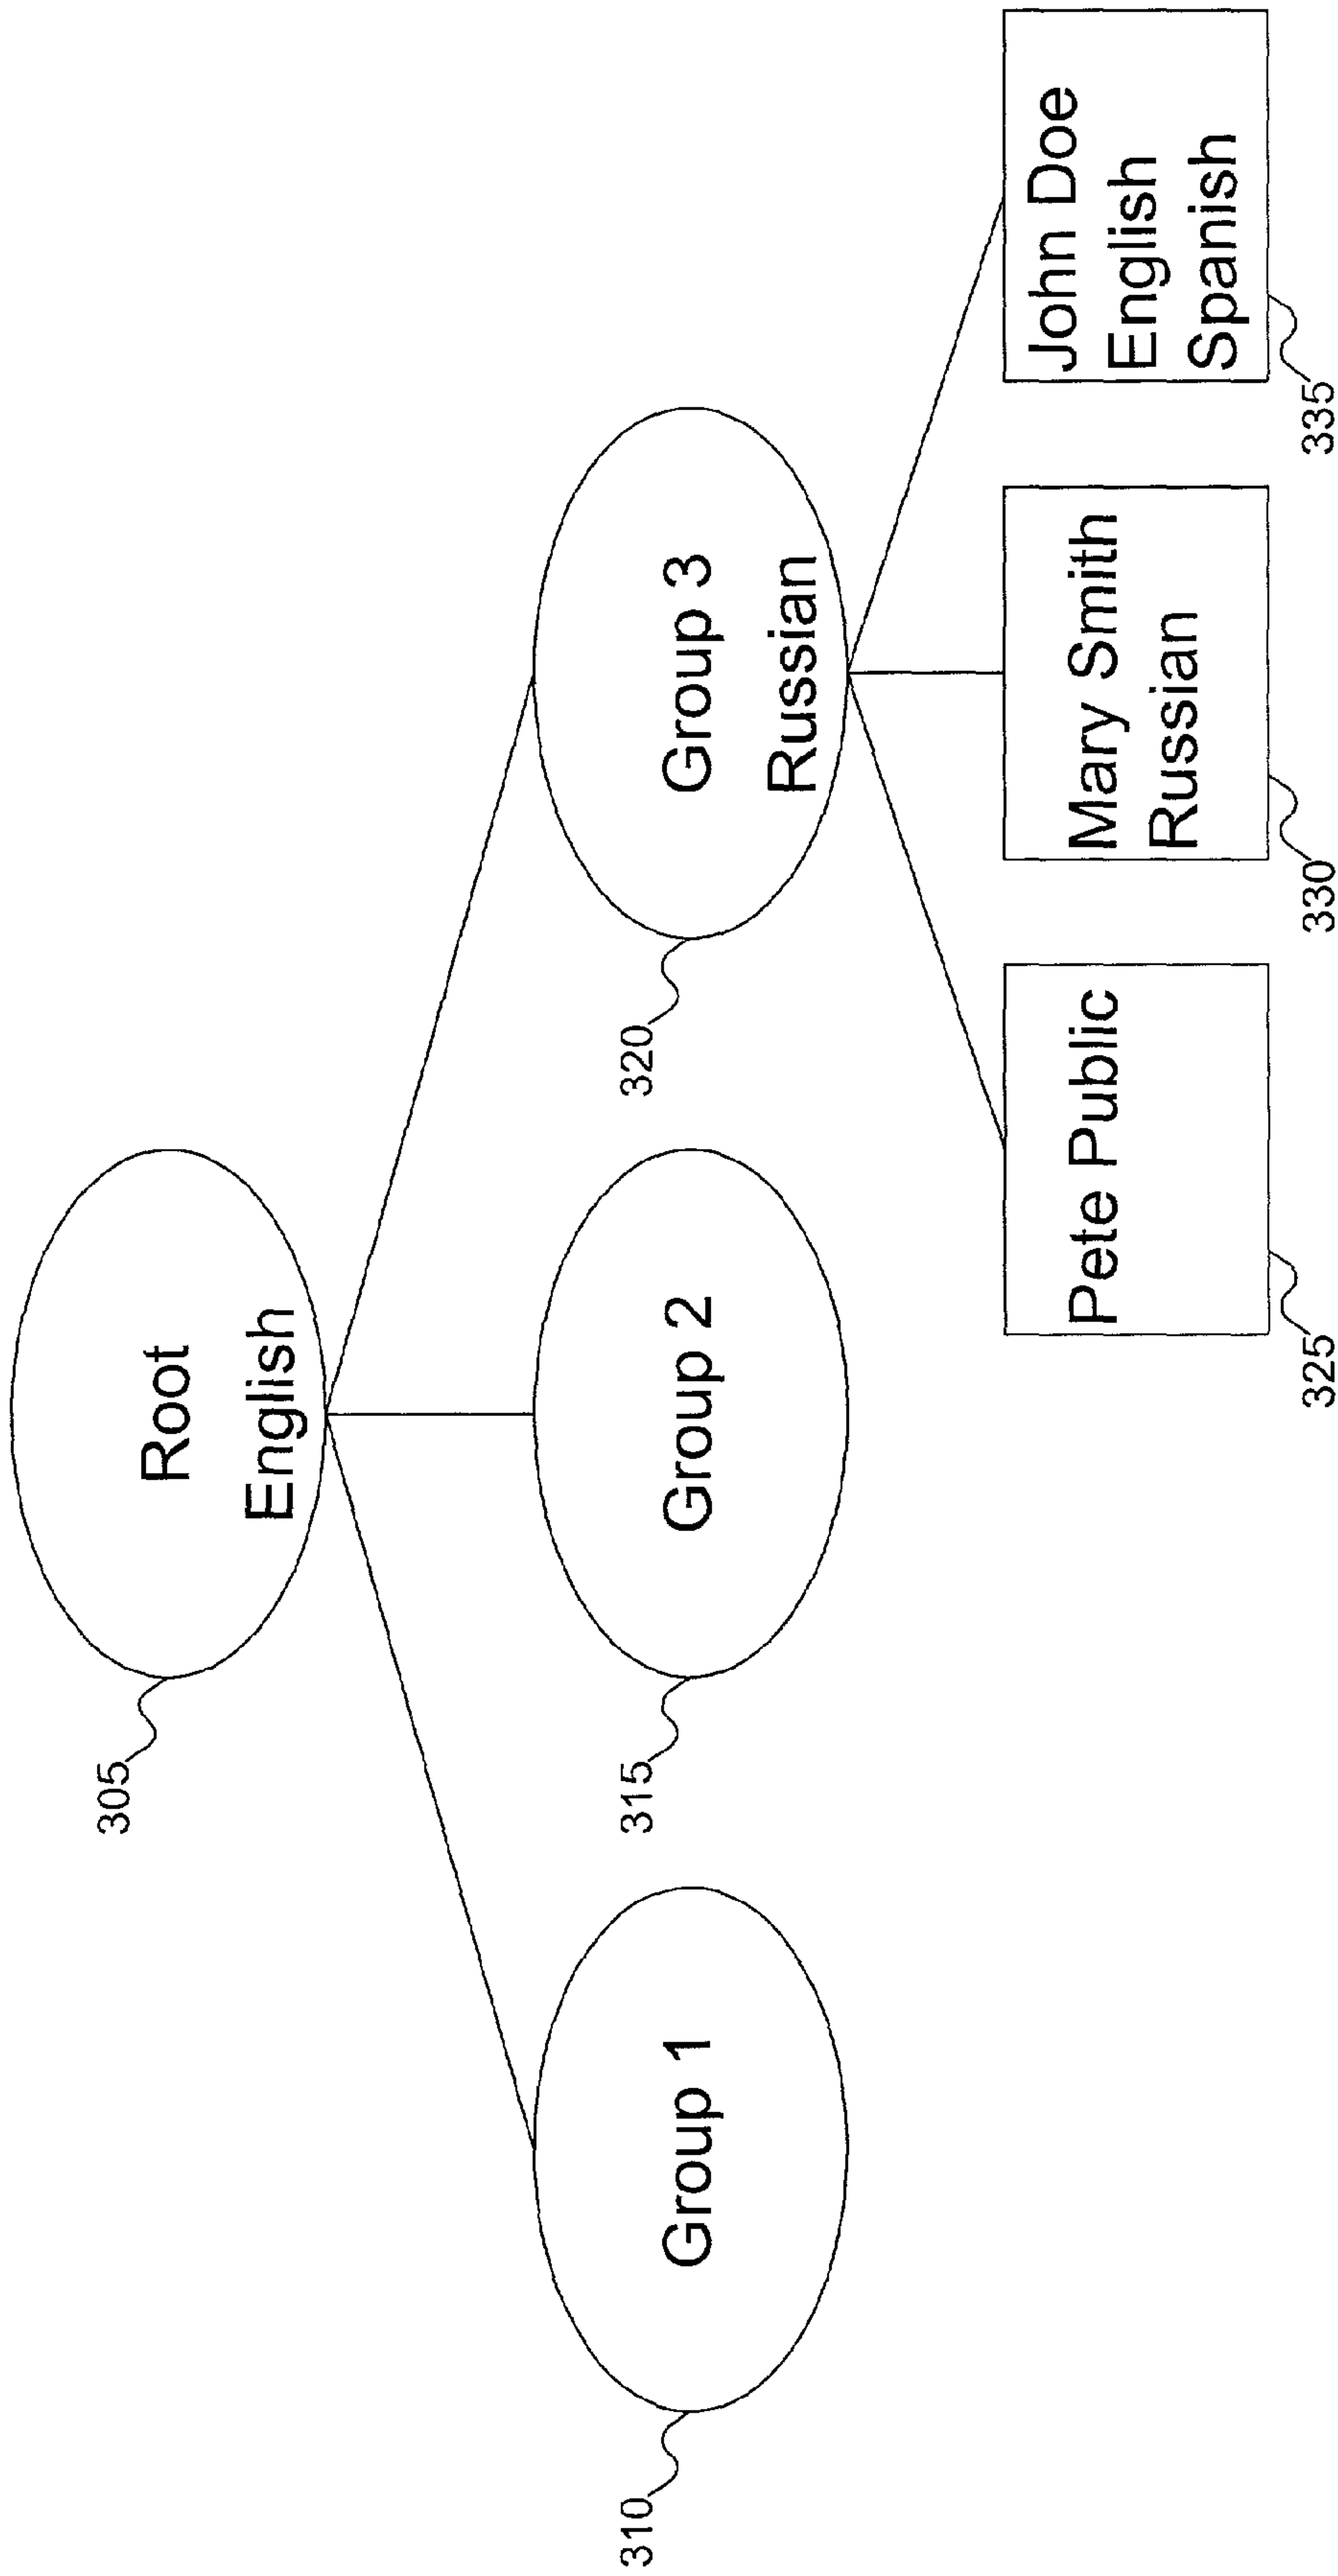 305
Root
English
310
Group 1
315
Group 2
320
Group 3
Russian
325
Pete Public
330
Mary Smith
Russian
335
John Doe
English
Spanish